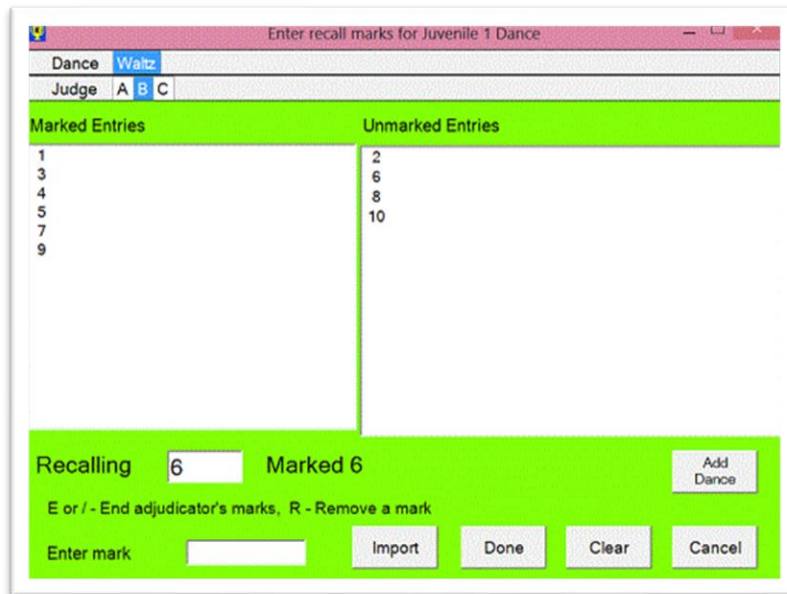 Enter recall marks for Juvenile 1 Dance
Dance Waltz
Judge A B C
Marked Entries Unmarked Entries
1 2
3 6
4 8
5 10
7
9
Recalling 6 Marked 6 Add
Dance
E or / - End adjudicator's marks, R - Remove a mark
Enter mark Import Done Clear Cancel